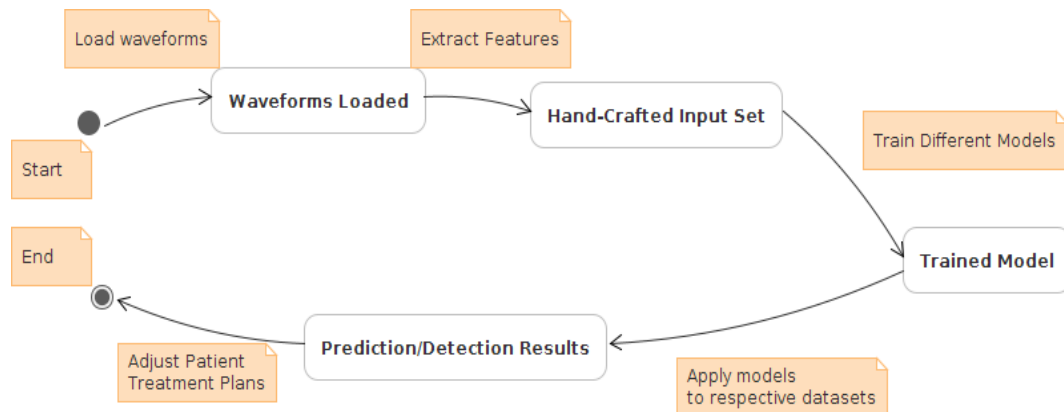 Load waveforms
Extract Features
Waveforms Loaded
Hand-Crafted Input Set
Train Different Models
Start
End
Trained Model
Prediction/Detection Results
Adjust Patient
Treatment Plans
Apply models
to respective datasets